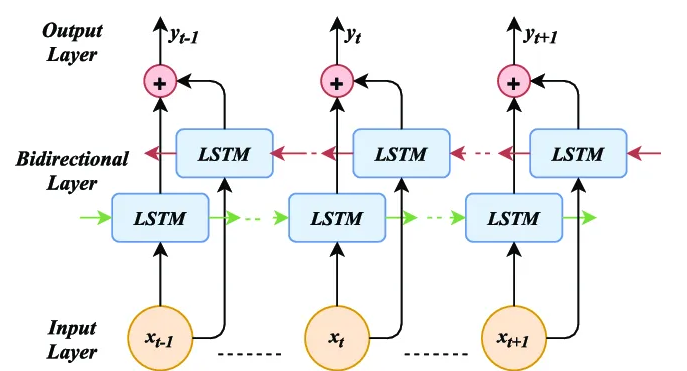 Output
Layer
y_{t-1}
y_t
y_{t+1}
+
+
+
LSTM
LSTM
LSTM
Bidirectional
Layer
LSTM
LSTM
LSTM
Input
Layer
x_{t-1}
x_t
x_{t+1}